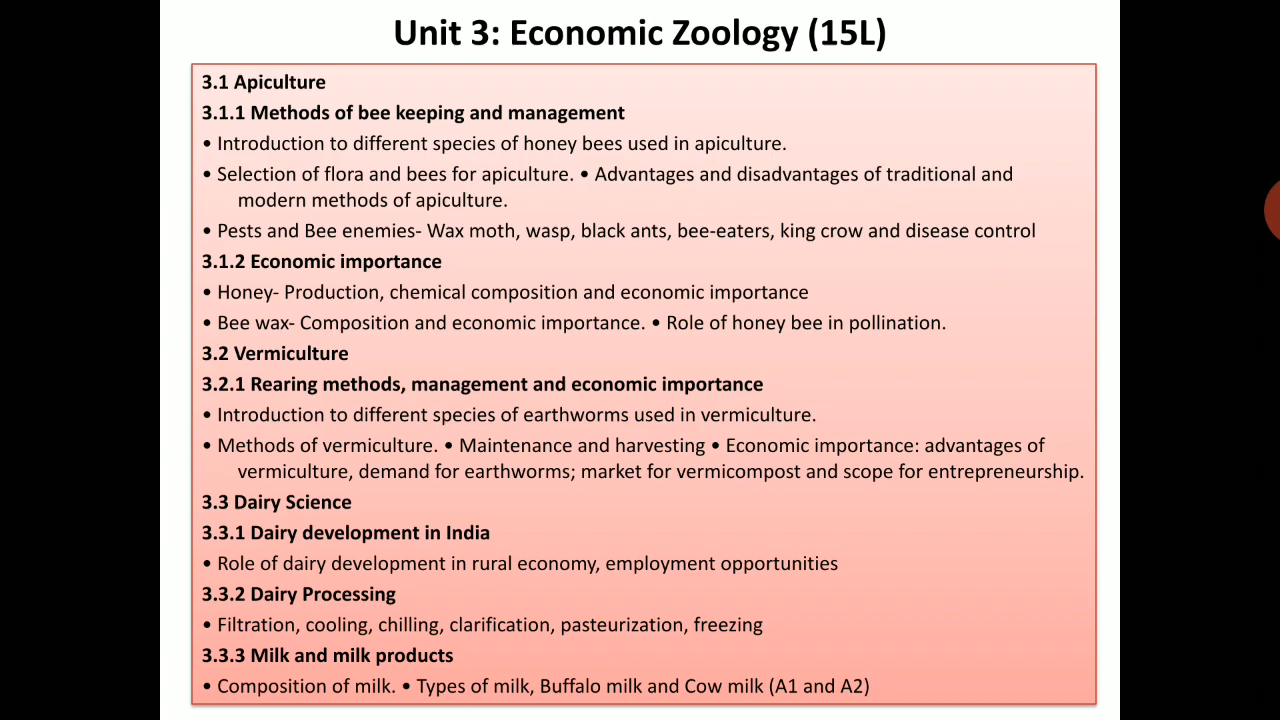 Unit 3: Economic Zoology (15L)
3.1 Apiculture
3.1.1 Methods of bee keeping and management
• Introduction to different species of honey bees used in apiculture.
• Selection of flora and bees for apiculture. • Advantages and disadvantages of traditional and
modern methods of apiculture.
• Pests and Bee enemies- Wax moth, wasp, black ants, bee-eaters, king crow and disease control
3.1.2 Economic importance
• Honey- Production, chemical composition and economic importance
• Bee wax- Composition and economic importance. • Role of honey bee in pollination.
3.2 Vermiculture
3.2.1 Rearing methods, management and economic importance
• Introduction to different species of earthworms used in vermiculture.
• Methods of vermiculture. • Maintenance and harvesting • Economic importance: advantages of
vermiculture, demand for earthworms; market for vermicompost and scope for entrepreneurship.
3.3 Dairy Science
3.3.1 Dairy development in India
• Role of dairy development in rural economy, employment opportunities
3.3.2 Dairy Processing
• Filtration, cooling, chilling, clarification, pasteurization, freezing
3.3.3 Milk and milk products
• Composition of milk. • Types of milk, Buffalo milk and Cow milk (A1 and A2)